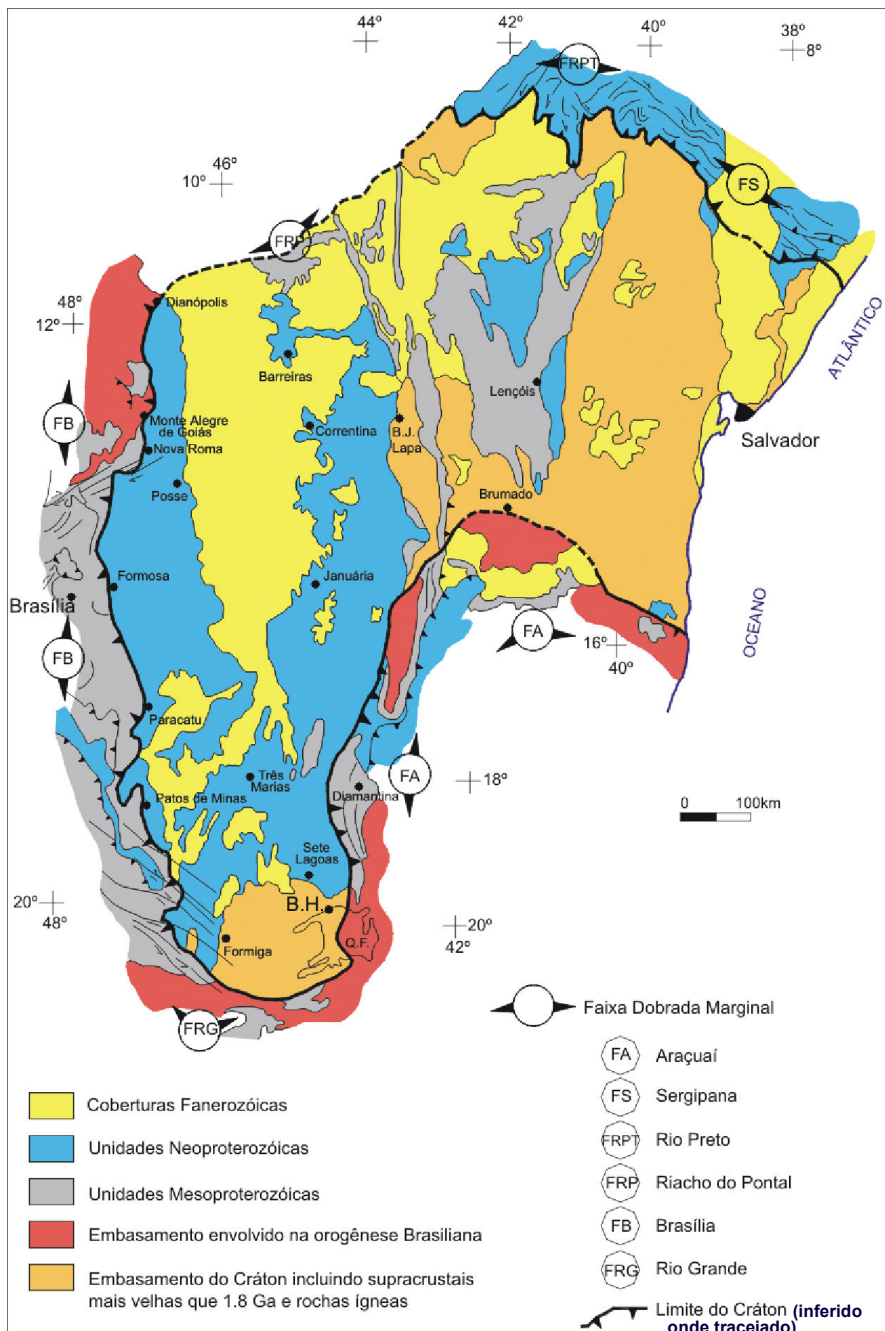 44º
42º
40º
38º
8º
FRPT
46º
10º
FS
FRP
48º
12º
Dianópolis
Barreiras
Lençóis
ATLÂNTICO
FB
Monte Alegre
de Goiás
Nova Roma
Correntina
B.J.
Lapa
Salvador
Posse
Brumado
Formosa
Januária
Brasília
FA
16º
40º
OCEANO
FB
Paracatu
Três
Marias
FA
18º
Diamantina
0 100km
Patos de Minas
Sete
Lagoas
20º
48º
B.H.
20º
42º
Formiga
Q.F.
FRG
Faixa Dobrada Marginal
FA Araçuaí
FS Sergipana
FRPT Rio Preto
FRP Riacho do Pontal
FB Brasília
FRG Rio Grande
Limite do Cráton (inferido
onde tracejado)
Coberturas Fanerozóicas
Unidades Neoproterozóicas
Unidades Mesoproterozóicas
Embasamento envolvido na orogênese Brasiliana
Embasamento do Cráton incluindo supracrustais
mais velhas que 1.8 Ga e rochas ígneas